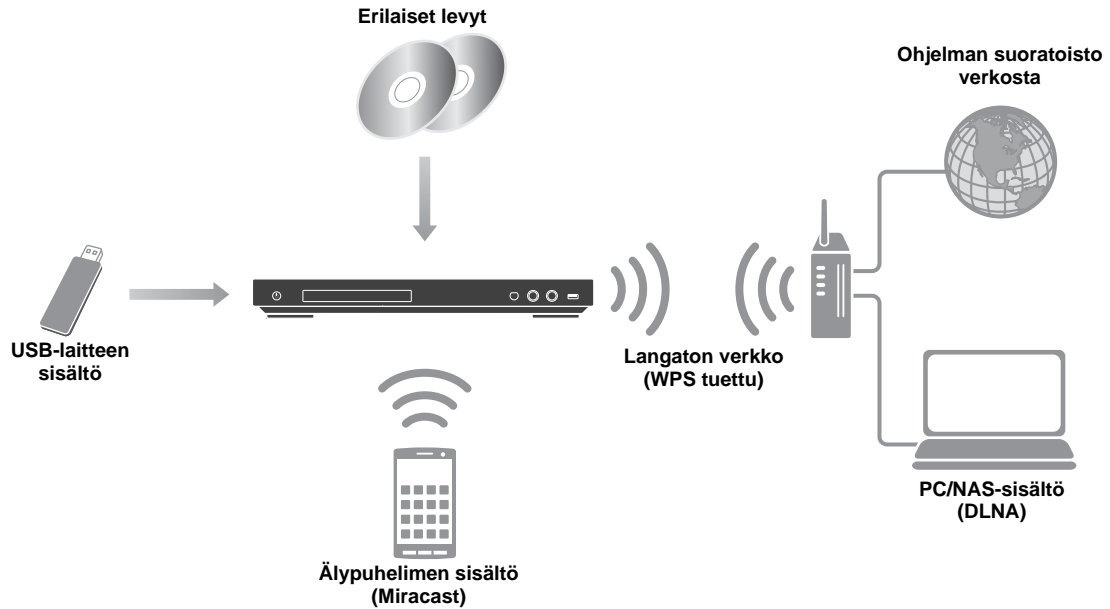 Erilaiset levyt
Ohjelman suoratoisto
verkosta
USB-laitteen
sisältö
Langaton verkko
(WPS tuettu)
PC/NAS-sisältö
(DLNA)
Älypuhelimen sisältö
(Miracast)